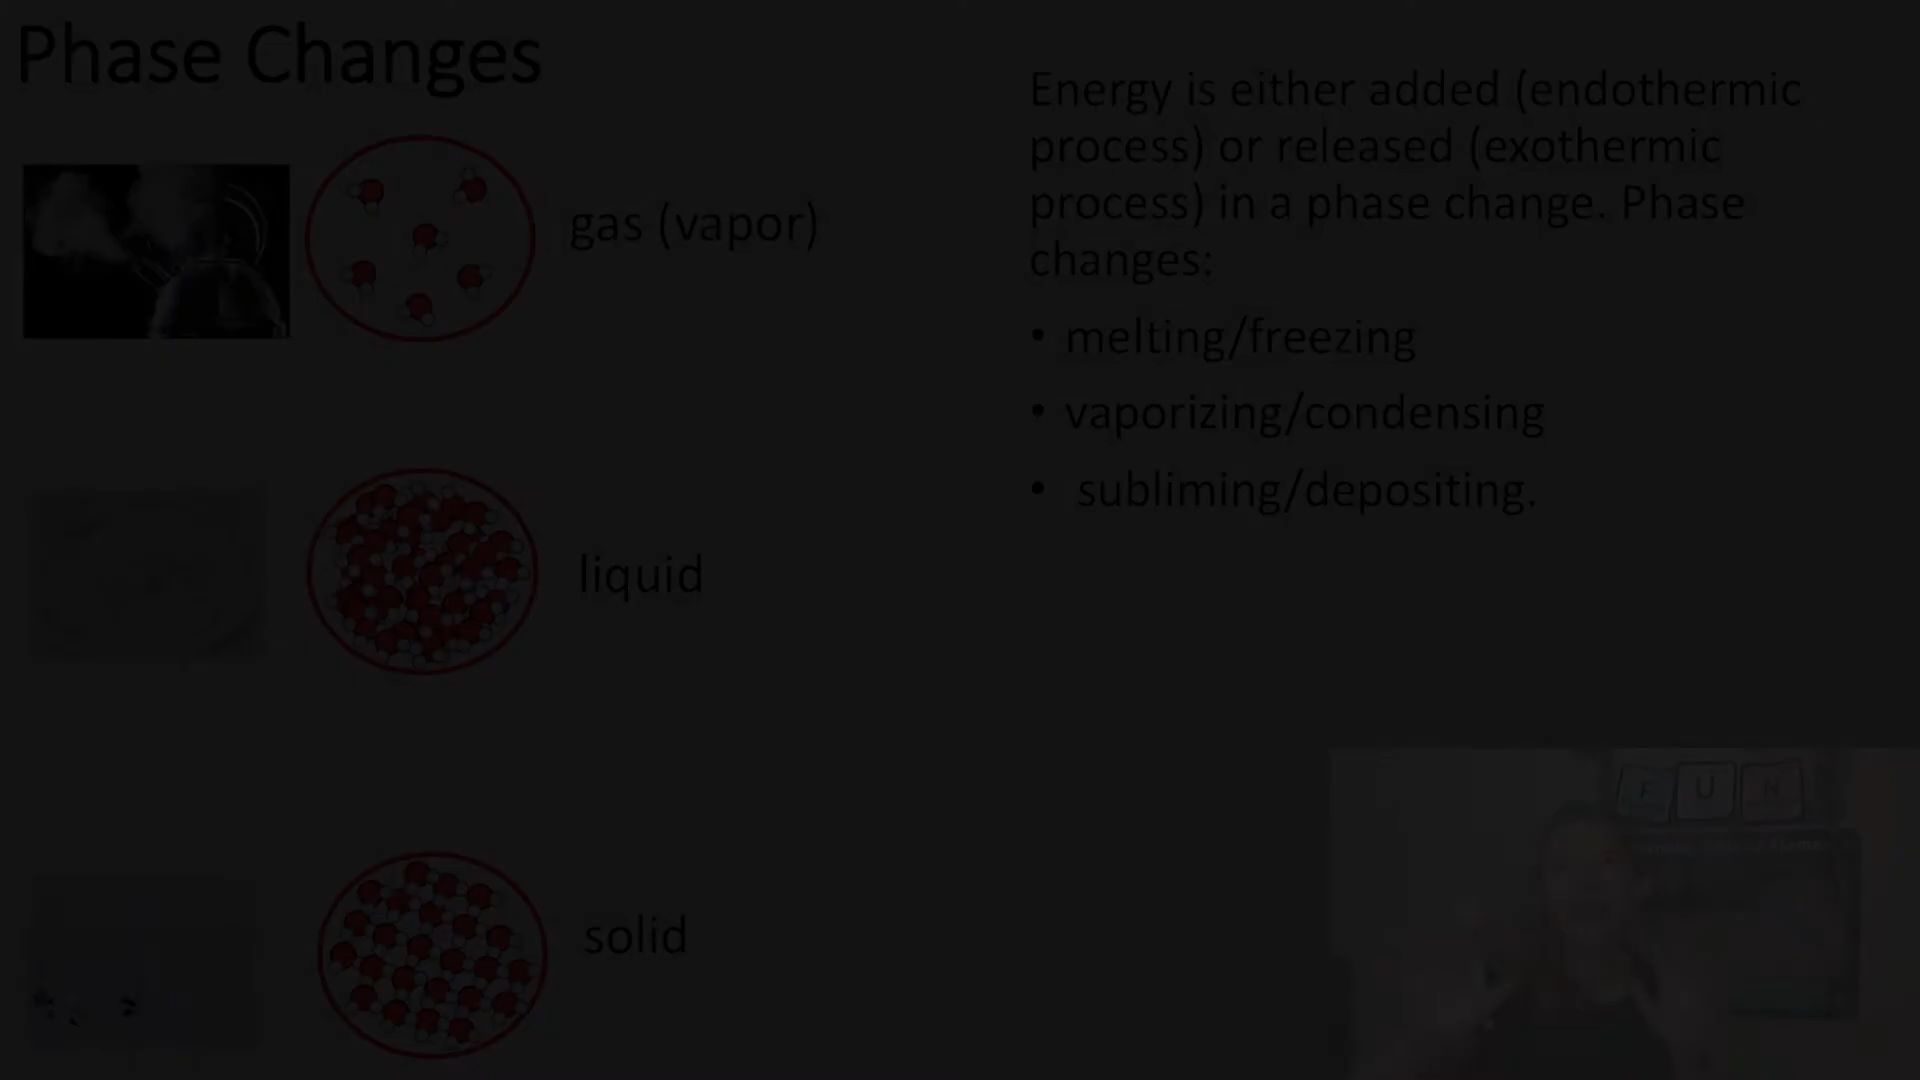 Phase Changes
gas (vapor)
liquid
solid
Energy is either added (endothermic
process) or released (exothermic
process) in a phase change. Phase
changes:
• melting/freezing
• vaporizing/condensing
• subliming/depositing.
F U N